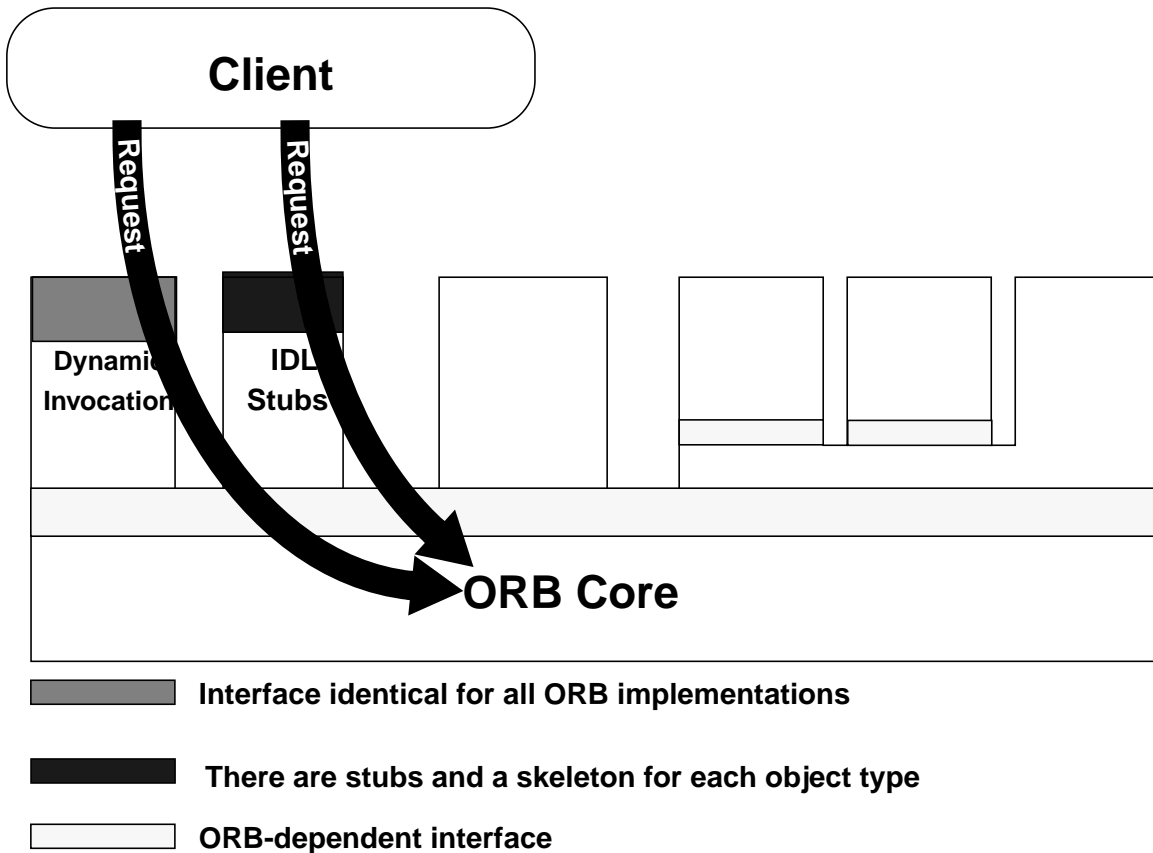 Client
Request
Request
Dynamic
Invocation
IDL
Stubs
ORB Core
Interface identical for all ORB implementations
There are stubs and a skeleton for each object type
ORB-dependent interface